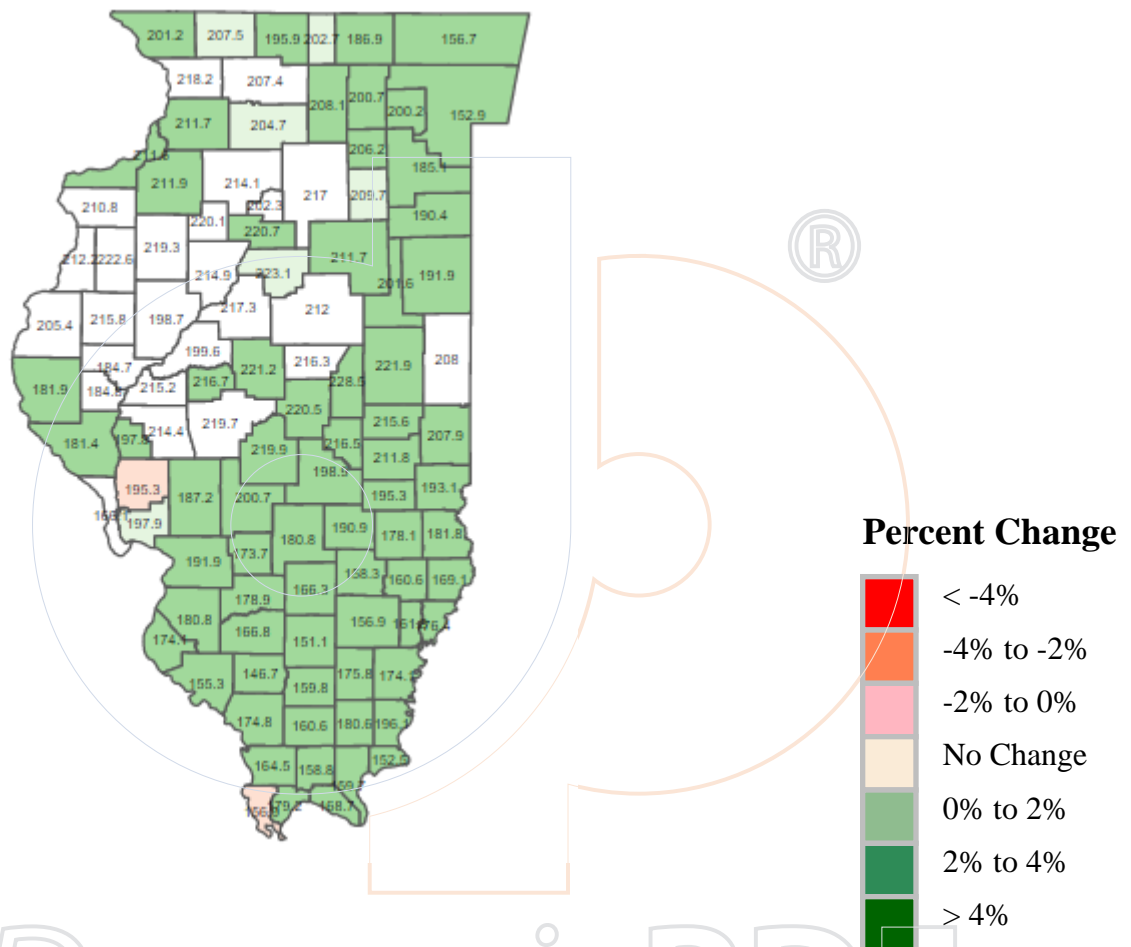 201.2 207.5 195.9 202.7 186.9 156.7
218.2 207.4
208.1 200.7 200.2 152.9
211.7 204.7
206.2
185.1
211.9 214.1 217 209.7
210.8 202.3
220.1 220.7 190.4
212.2 222.6 219.3
214.9 223.1 211.7 201.6 191.9
205.4 215.8 198.7 217.3 212
199.6
184.7 216.3 208
181.9 184.8 215.2 216.7 221.2 228.5 221.9
220.5
181.4 197.8 214.4 219.7 215.6 207.9
219.9 216.5 211.8
198.5
195.3 187.2 200.7 195.3 193.1
197.9
180.8 190.9 178.1 181.8
191.9 173.7
166.3 160.6 169.1
178.9
180.8 166.8 156.9
174.1 151.1
155.3 146.7 159.8 175.8
174.8 160.6 180.6 196.1
164.5 158.8
®
Percent Change
< -4%
-4% to -2%
-2% to 0%
No Change
0% to 2%
2% to 4%
> 4%